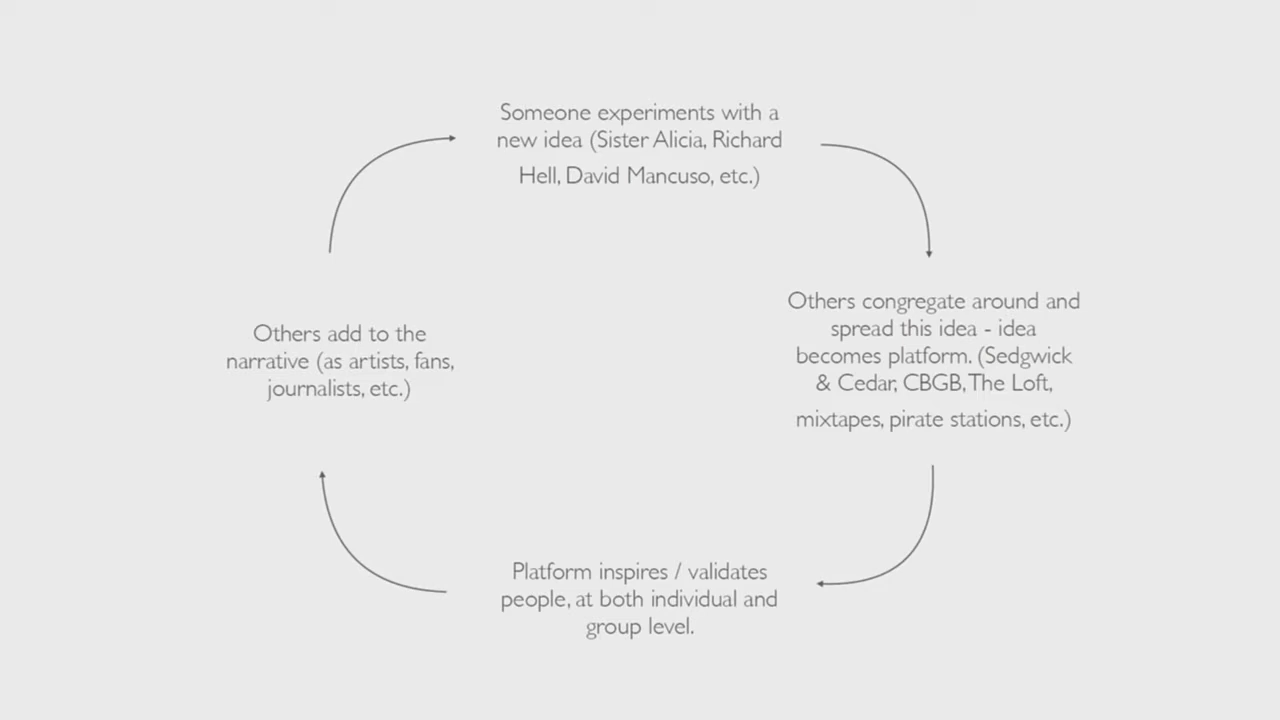 Someone experiments with a
new idea (Sister Alicia, Richard
Hell, David Mancuso, etc.)
Others congregate around and
spread this idea - idea
becomes platform. (Sedgwick
& Cedar, CBGB, The Loft,
mixtapes, pirate stations, etc.)
Platform inspires / validates
people, at both individual and
group level.
Others add to the
narrative (as artists, fans,
journalists, etc.)